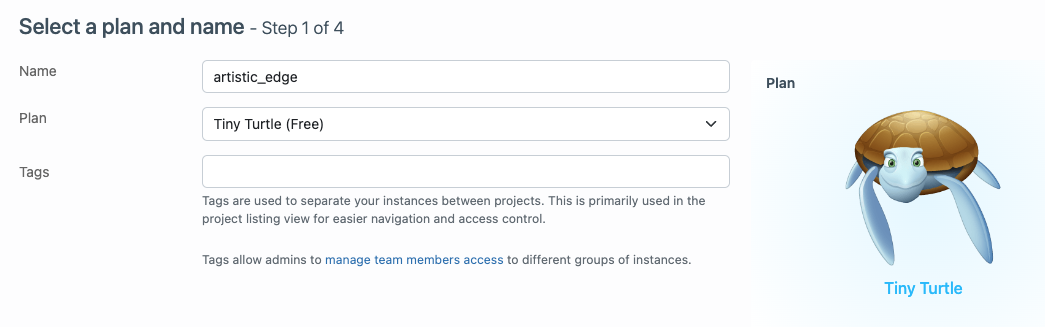 Select a plan and name - Step 1 of 4
Name
artistic_edge
Plan
Plan
Tiny Turtle (Free)
Tags
Tags are used to separate your instances between projects. This is primarily used in the
project listing view for easier navigation and access control.
Tags allow admins to manage team members access to different groups of instances.
Tiny Turtle